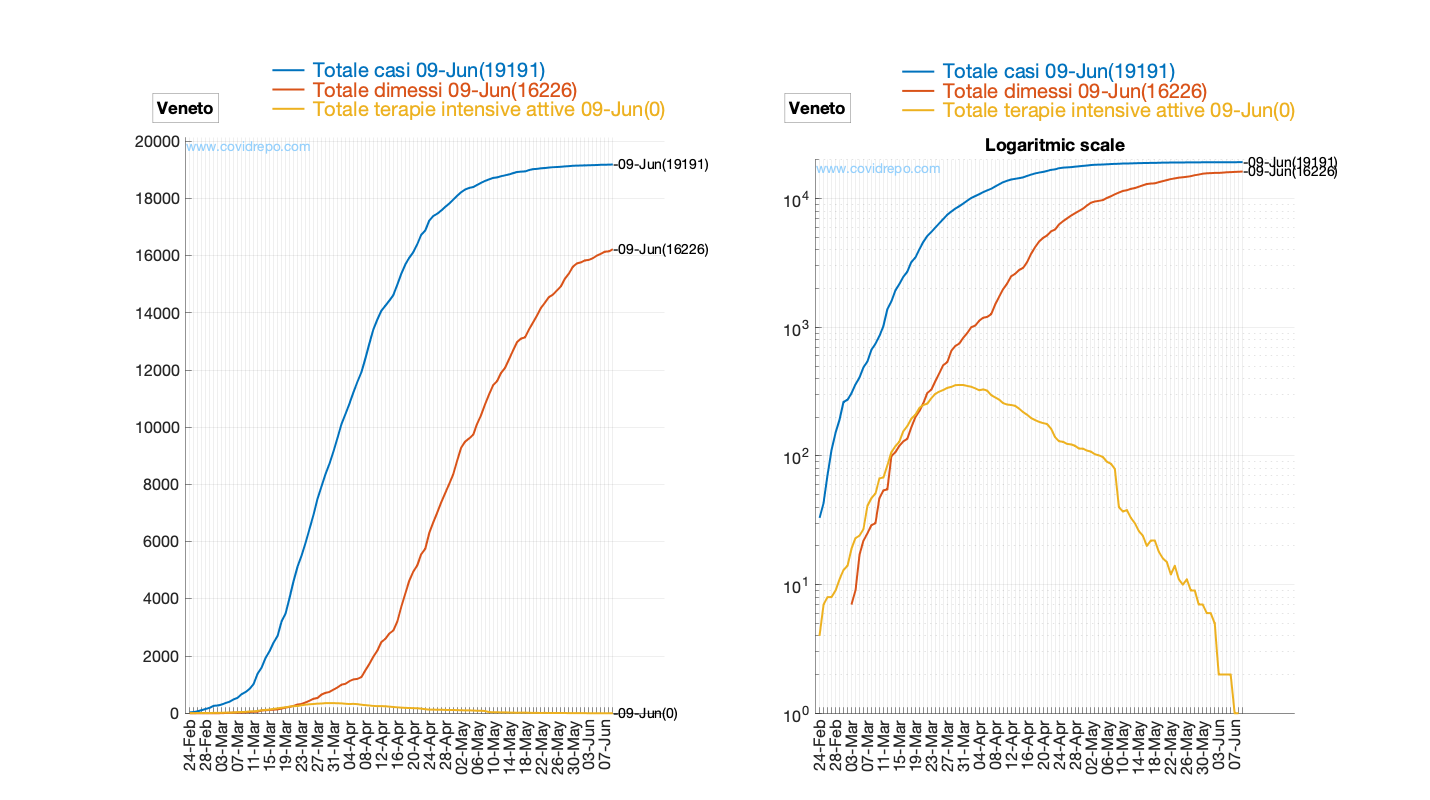 Totale casi 09-Jun(19191)
Totale dimessi 09-Jun(16226)
Totale terapie intensive attive 09-Jun(0)
Veneto
www.covidrepo.com
20000
18000
16000
14000
12000
10000
8000
6000
4000
2000
0
-09-Jun(19191)
-09-Jun(16226)
-09-Jun(0)
24-Feb
28-Feb
03-Mar
07-Mar
11-Mar
15-Mar
19-Mar
23-Mar
27-Mar
31-Mar
04-Apr
08-Apr
12-Apr
16-Apr
20-Apr
24-Apr
28-Apr
02-May
06-May
10-May
14-May
18-May
22-May
26-May
30-May
03-Jun
07-Jun
Totale casi 09-Jun(19191)
Totale dimessi 09-Jun(16226)
Totale terapie intensive attive 09-Jun(0)
Veneto
Logaritmic scale
www.covidrepo.com
10^4
10^3
10^2
10^1
10^0
-09-Jun(19191)
-09-Jun(16226)
24-Feb
28-Feb
03-Mar
07-Mar
11-Mar
15-Mar
19-Mar
23-Mar
27-Mar
31-Mar
04-Apr
08-Apr
12-Apr
16-Apr
20-Apr
24-Apr
28-Apr
02-May
06-May
10-May
14-May
18-May
22-May
26-May
30-May
03-Jun
07-Jun